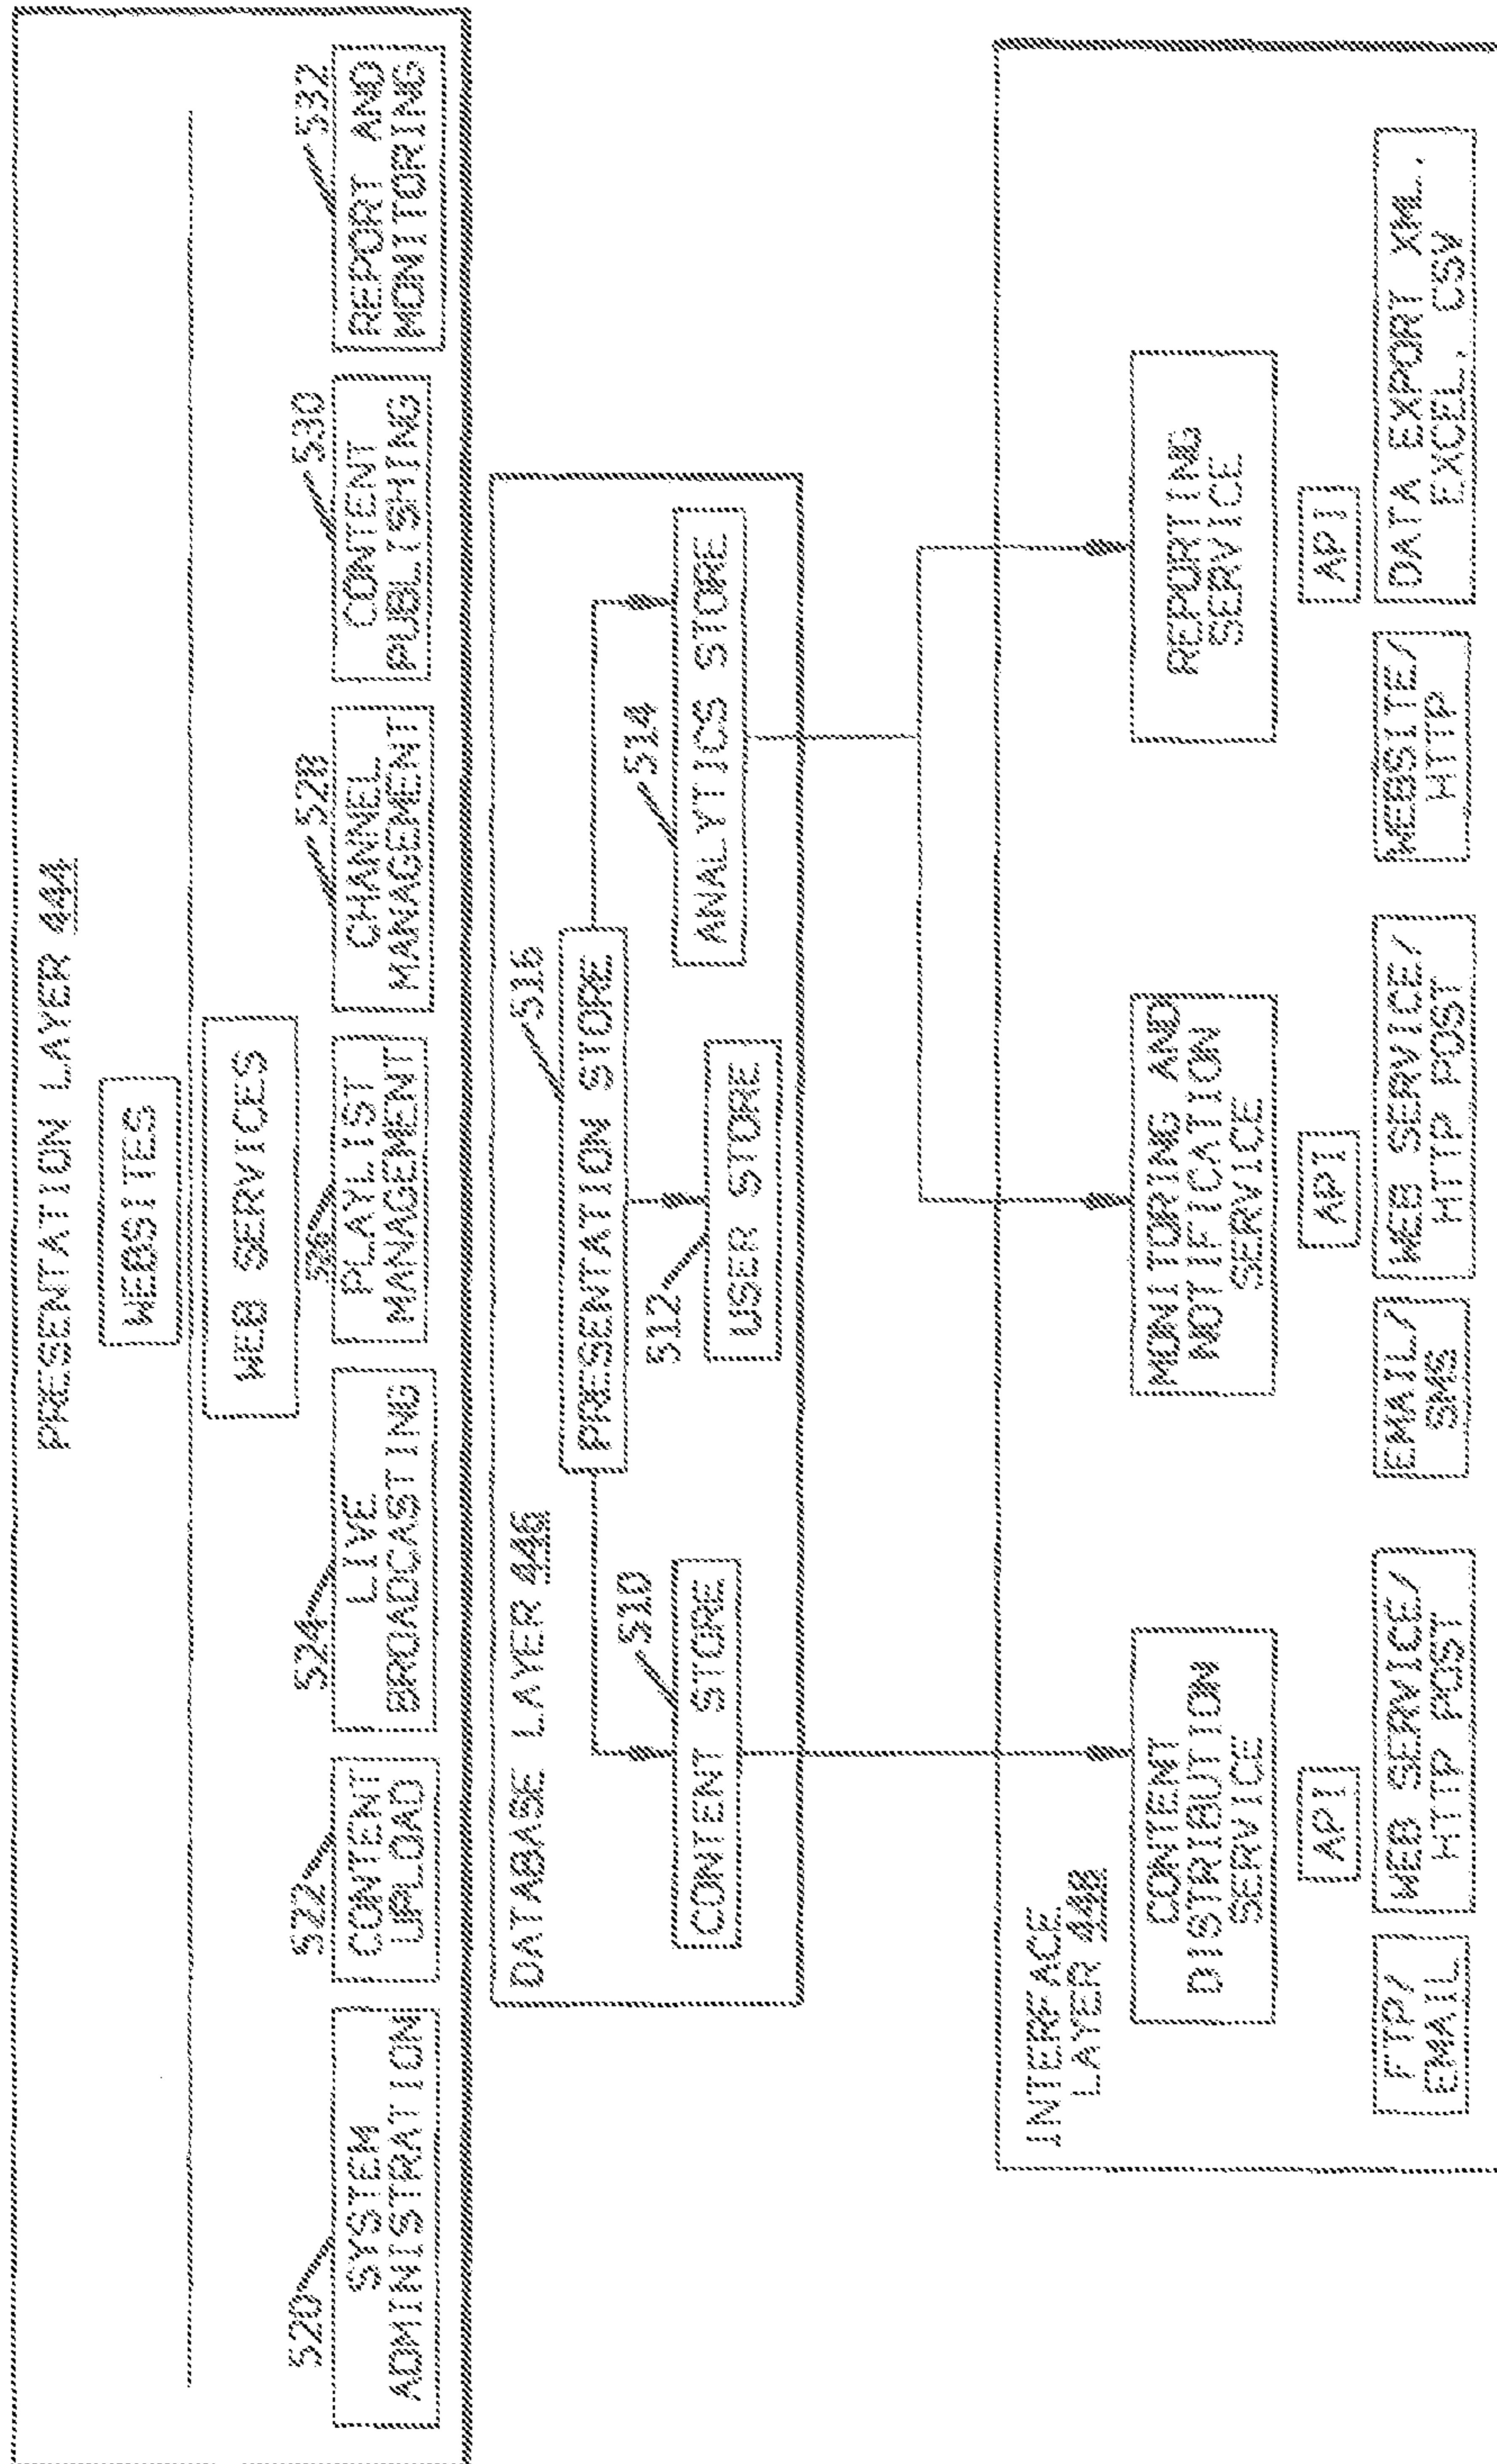 PRESENTATION LAYER 444
WEBSITES
WEB SERVICES
520
522
524
526
528
530
532
SYSTEM
ADMINISTRATION
CONTENT
UPLOAD
LIVE
BROADCASTING
PLAYLIST
MANAGEMENT
CHANNEL
MANAGEMENT
CONTENT
PUBLISHING
REPORT AND
MONITORING
DATABASE LAYER 446
516
PRESENTATION STORE
510
512
514
CONTENT STORE
USER STORE
ANALYTICS STORE
INTERFACE
LAYER 448
CONTENT
DISTRIBUTION
SERVICE
MONITORING AND
NOTIFICATION
SERVICE
REPORTING
SERVICE
API
API
API
FTP/
EMAIL
WEB SERVICE/
HTTP POST
EMAIL/
SMS
WEB SERVICE/
HTTP POST
WEBSITE/
HTTP
DATA EXPORT XML,
EXCEL, CSV